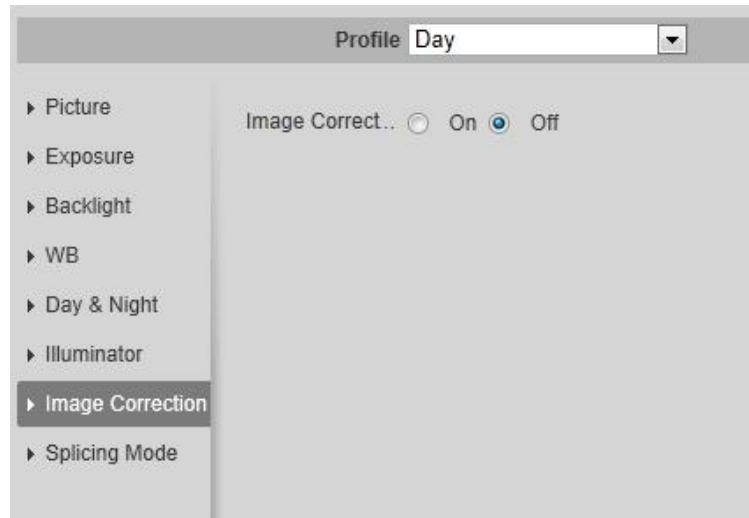 Profile Day
Picture
Image Correct.. On Off
Exposure
Backlight
WB
Day & Night
Illuminator
Image Correction
Splicing Mode